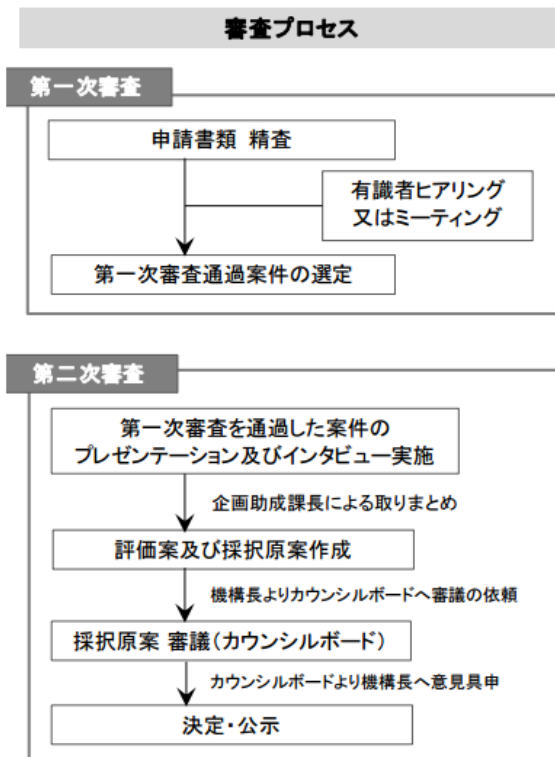 審査プロセス
第一次審査
申請書類 精査
有識者ヒアリング
又はミーティング
第一次審査通過案件の選定
第二次審査
第一次審査を通過した案件の
プレゼンテーション及びインタビュー実施
企画助成課長による取りまとめ
評価案及び採択原案作成
機構長よりカウンシルボードへ審議の依頼
採択原案 審議(カウンシルボード)
カウンシルボードより機構長へ意見具申
決定・公示